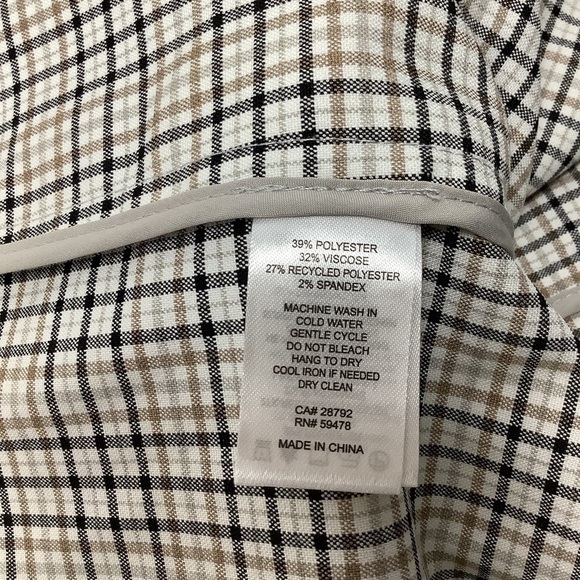 39% POLYESTER
32% VISCOSE
27% RECYCLED POLYESTER
2% SPANDEX
MACHINE WASH IN
COLD WATER
GENTLE CYCLE
DO NOT BLEACH
HANG TO DRY
COOL IRON IF NEEDED
DRY CLEAN
CA# 28792
RN# 59478
MADE IN CHINA